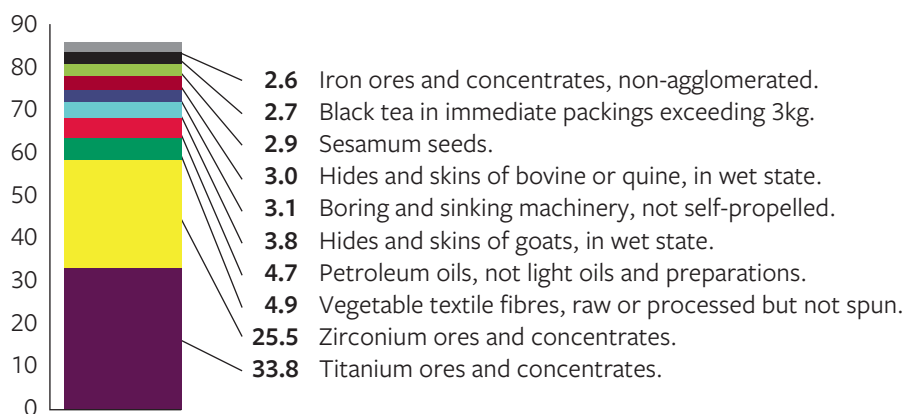 90
80
70
60
50
40
30
20
10
0
2.6 Iron ores and concentrates, non-agglomerated.
2.7 Black tea in immediate packings exceeding 3kg.
2.9 Sesamum seeds.
3.0 Hides and skins of bovine or quine, in wet state.
3.1 Boring and sinking machinery, not self-propelled.
3.8 Hides and skins of goats, in wet state.
4.7 Petroleum oils, not light oils and preparations.
4.9 Vegetable textile fibres, raw or processed but not spun.
25.5 Zirconium ores and concentrates.
33.8 Titanium ores and concentrates.